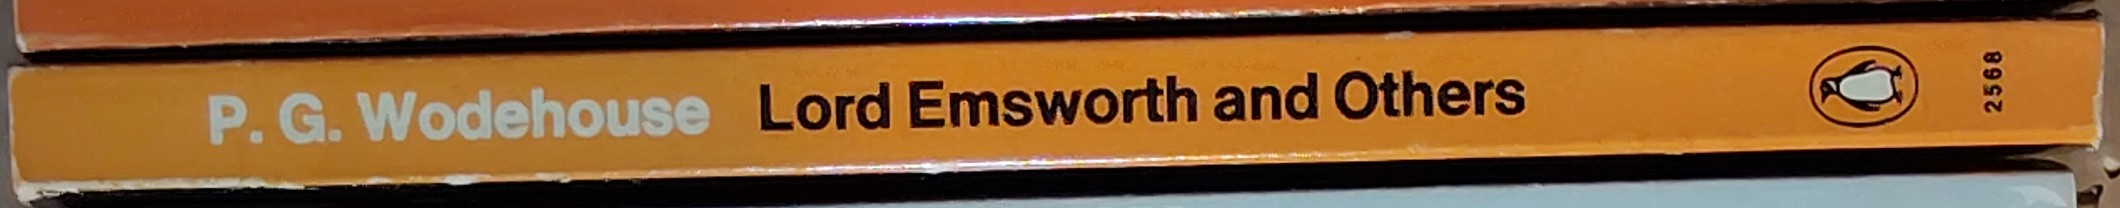 P. G. Wodehouse Lord Emsworth and Others
2568